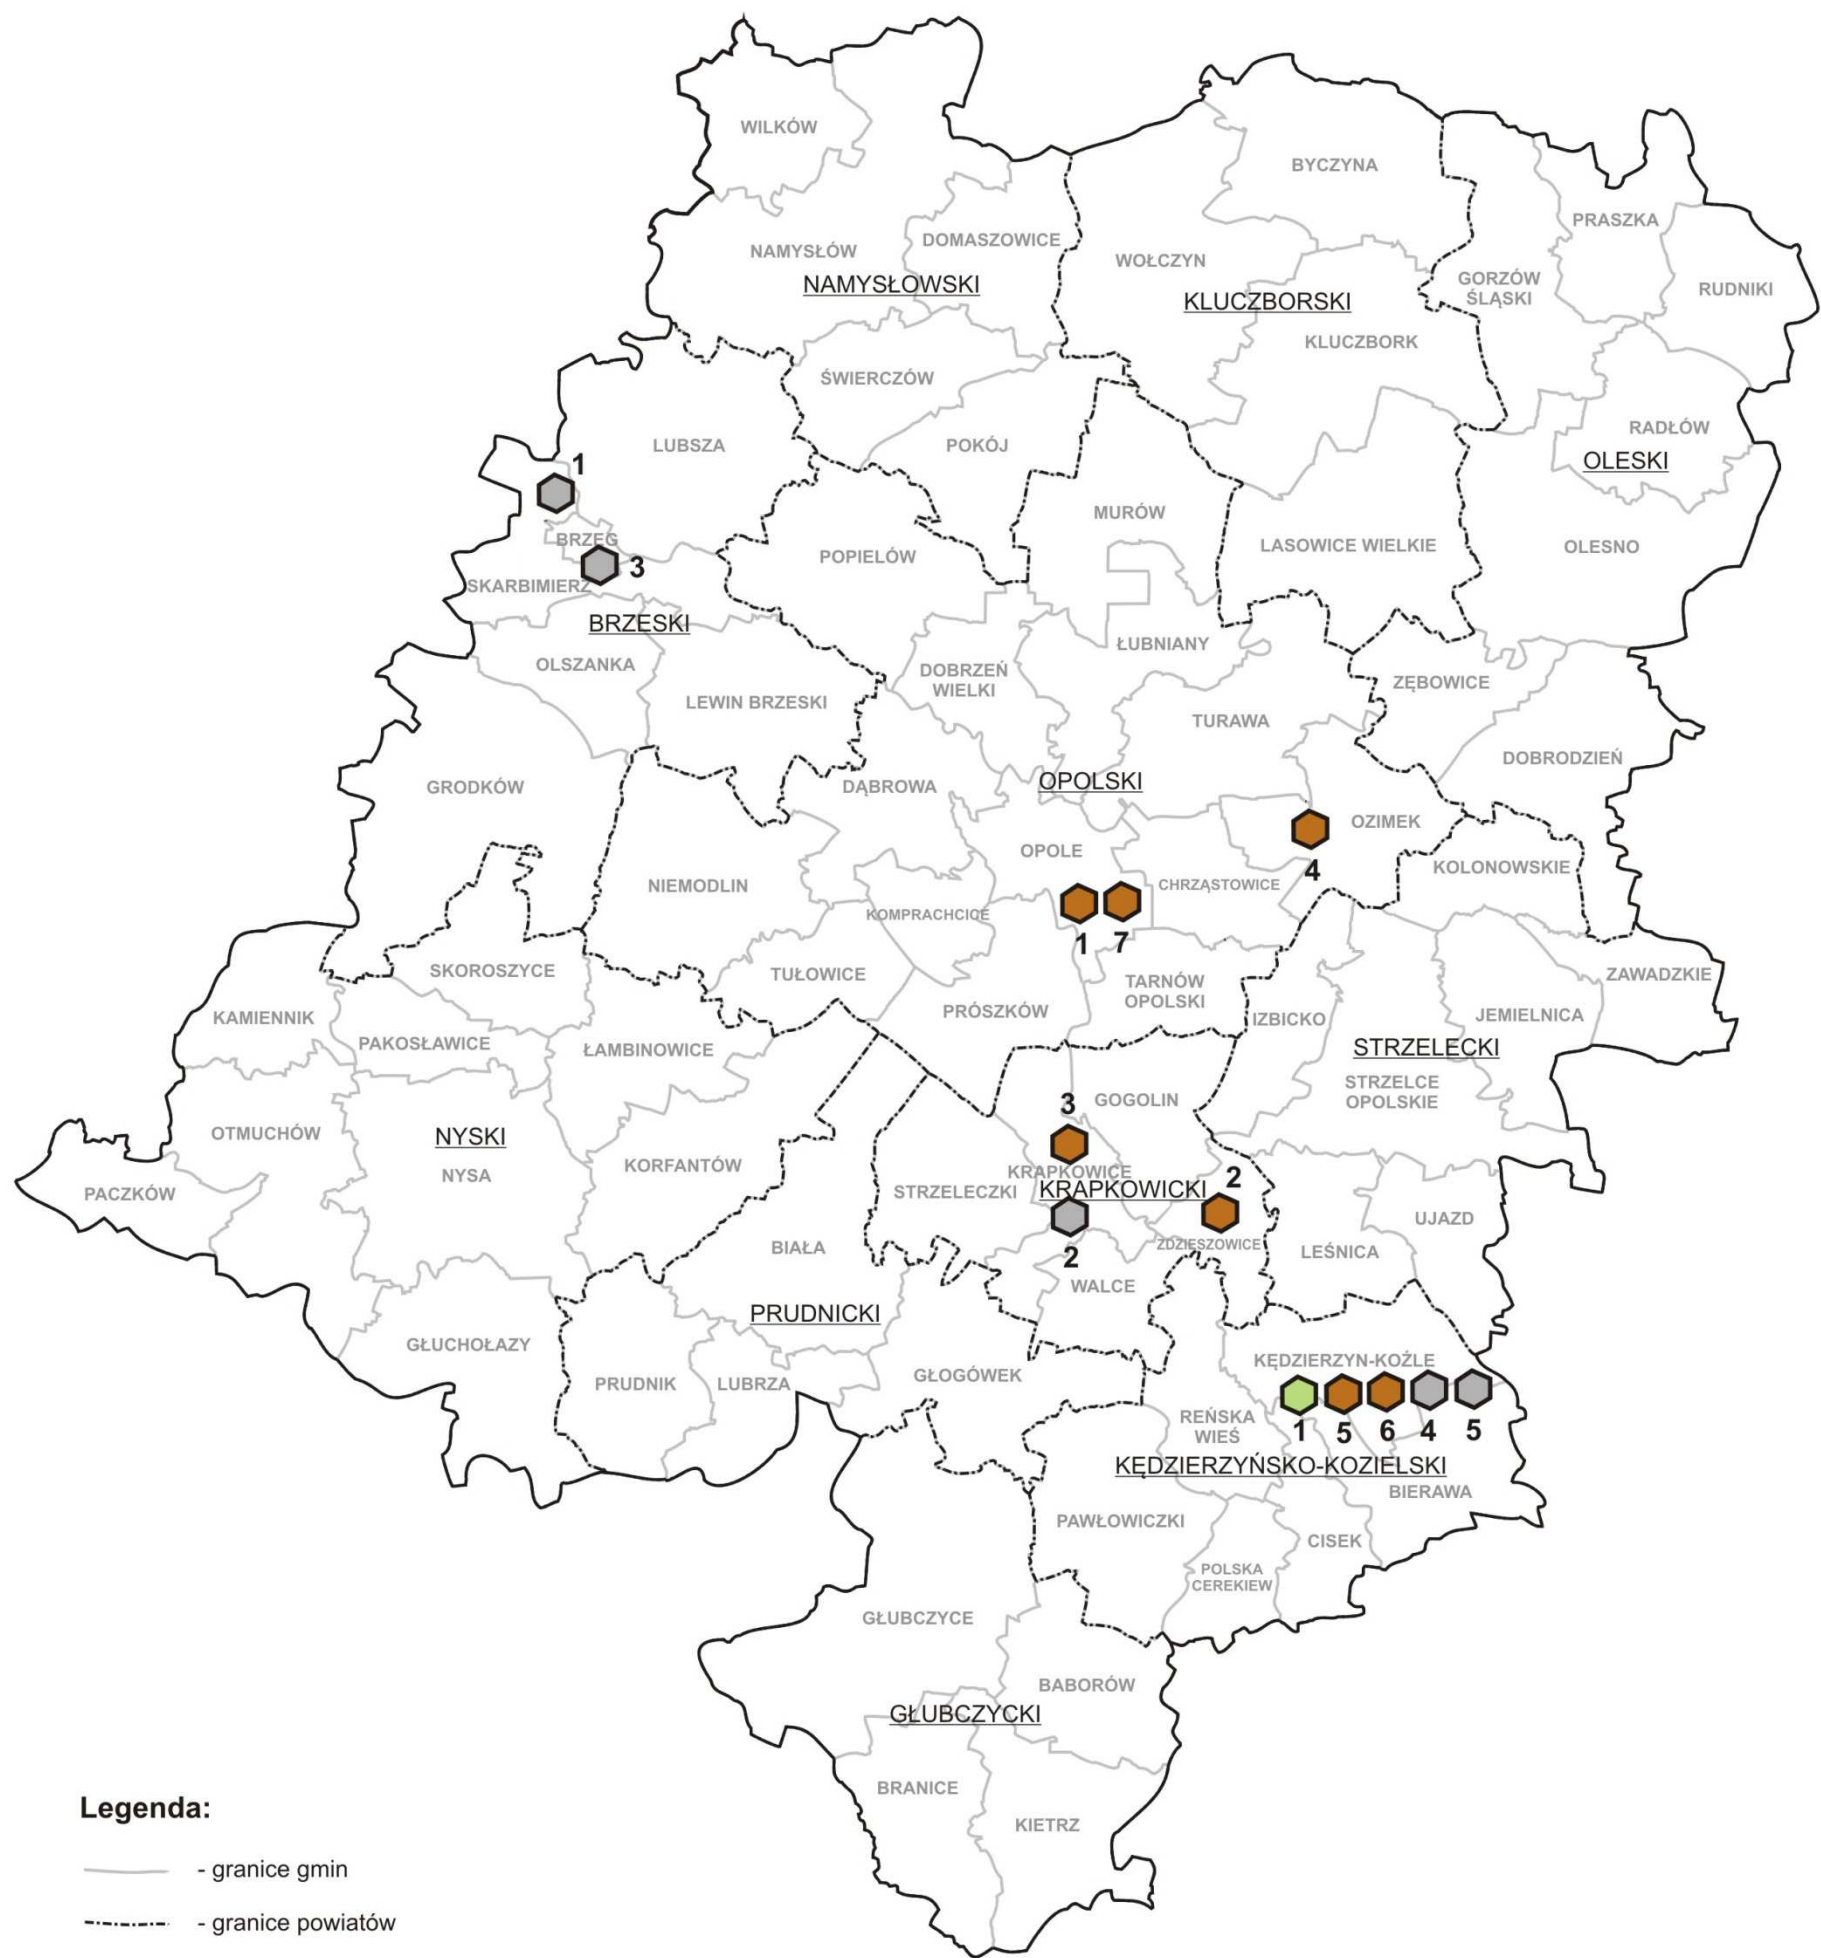 WILKÓW
BYCZYNA
PRASZKA
NAMYSŁÓW
DOMASZOWICE
NAMYSŁOWSKI
WOŁCZYN
KLUCZBORSKI
GORZÓW
ŚLĄSKI
RUDNIKI
KLUCZBORK
ŚWIERCZÓW
LUBSZA
POKÓJ
RADŁÓW
OLESKI
1
MURÓW
BRZEG
3
POPIELÓW
LASOWICE WIELKIE
OLESNO
SKARBIMIERZ
BRZESKI
OLSZANKA
LEWIN BRZESKI
DOBRZEŃ
WIELKI
ŁUBNIANY
ZĘBOWICE
TURAWA
DOBRODZIEŃ
GRODKÓW
DĄBROWA
OPOLSKI
OZIMEK
4
OPOLE
KOLONOWSKIE
NIEMODLIN
CHRZĄSTOWICE
KOMPRACHCICE
1
7
SKOROSZYCE
TUŁOWICE
TARNÓW
OPOLSKI
ZAWADZKIE
KAMIENNIK
PRÓSZKÓW
IZBICKO
JEMIELNICA
PAKOSŁAWICE
ŁAMBINOWICE
STRZELECKI
STRZELCE
OPOLSKIE
GOGOLIN
3
OTMUCHÓW
NYSKI
NYSA
KORFANTÓW
KRAPKOWICE
2
PACZKÓW
STRZELECZKI
KRAPKOWICKI
UJAZD
BIAŁA
2
ZDZIESZOWICE
LEŚNICA
WALCE
PRUDNICKI
GŁUCHOŁAZY
KĘDZIERZYN-KOŹLE
PRUDNIK
LUBRZA
GŁOGÓWEK
REŃSKA
WIEŚ
1
5
6
4
5
KĘDZIERZYŃSKO-KOZIELSKI
BIERAWA
PAWŁOWICZKI
CISEK
POLSKA
CEREKIEW
GŁUBCZYCE
BABORÓW
GŁUBCZYCKI
BRANICE
KIETRZ
Legenda:
- granice gmin
- granice powiatów